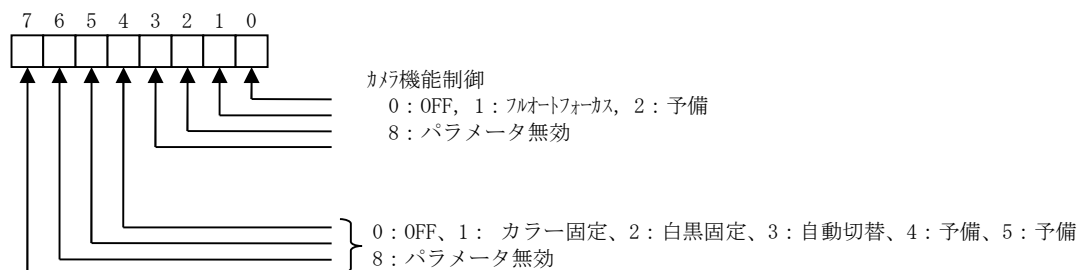 7 6 5 4 3 2 1 0
ｶﾒﾗ機能制御
0：OFF, 1：ﾌﾙｵｰﾄﾌｫｰｶｽ, 2：予備
8：パラメータ無効
0：OFF、1： カラー固定、2：白黒固定、3：自動切替、4：予備、5：予備
8：パラメータ無効